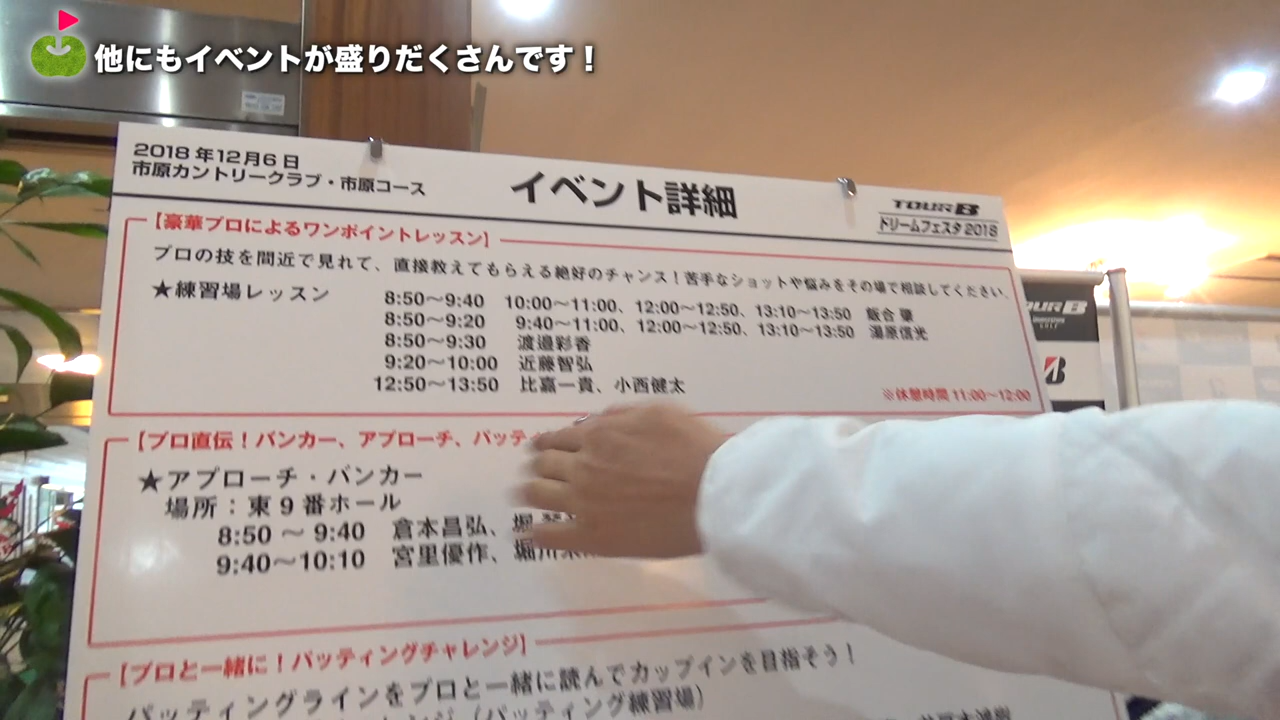 他にもイベントが盛りだくさんです！
2018年12月6日
市原カントリークラブ・市原コース
イベント詳細
TOUR B
ドリームフェスタ2018
【豪華プロによるワンポイントレッスン】
プロの技を間近で見れて、直接教えてもらえる絶好のチャンス！苦手なショットや悩みをその場で相談してください。
★練習場レッスン
8:50～9:40 10:00～11:00、12:00～12:50、13:10～13:50 飯合 肇
8:50～9:20 9:40～11:00、12:00～12:50、13:10～13:50 湯原信光
8:50～9:30 渡邉彩香
9:20～10:00 近藤智弘
12:50～13:50 比嘉一貴、小西健太
※休憩時間 11:00～12:00
【プロ直伝！バンカー、アプローチ、パッティ
★アプローチ・バンカー
場所：東9番ホール
8:50 ～ 9:40 倉本昌弘、堀
9:40～10:10 宮里優作、堀川
【プロと一緒に！パッティングチャレンジ】
パッティングラインをプロと一緒に読んでカップインを目指そう！
（パッティング練習場）
TOUR B
BRIDGESTONE
GOLF